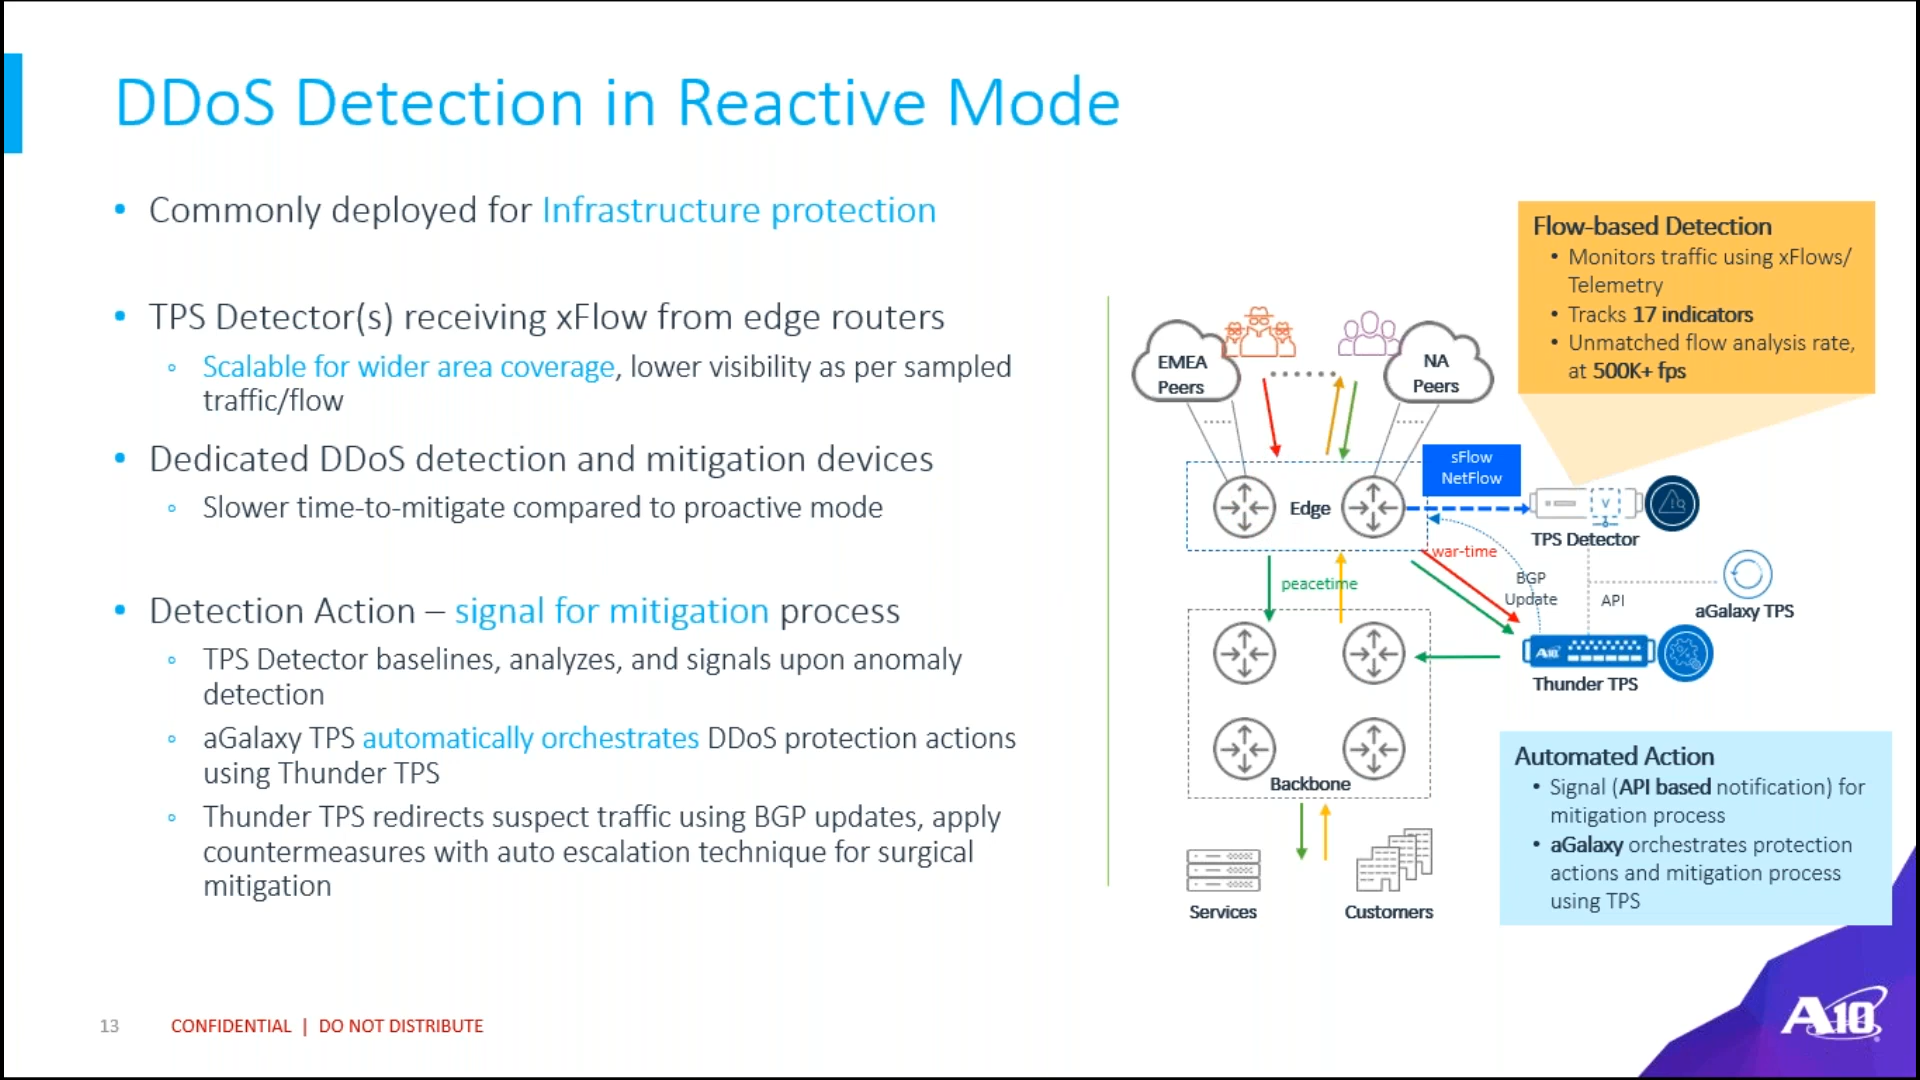 DDoS Detection in Reactive Mode
• Commonly deployed for Infrastructure protection
• TPS Detector(s) receiving xFlow from edge routers
◦ Scalable for wider area coverage, lower visibility as per sampled
traffic/flow
• Dedicated DDoS detection and mitigation devices
◦ Slower time-to-mitigate compared to proactive mode
• Detection Action – signal for mitigation process
◦ TPS Detector baselines, analyzes, and signals upon anomaly
detection
◦ aGalaxy TPS automatically orchestrates DDoS protection actions
using Thunder TPS
◦ Thunder TPS redirects suspect traffic using BGP updates, apply
countermeasures with auto escalation technique for surgical
mitigation
Flow-based Detection
• Monitors traffic using xFlows/
Telemetry
• Tracks 17 indicators
• Unmatched flow analysis rate,
at 500K+ fps
EMEA
Peers
NA
Peers
sFlow
NetFlow
Edge
V
TPS Detector
war-time
peacetime
BGP
Update
API
aGalaxy TPS
A10
Thunder TPS
Backbone
Services
Customers
Automated Action
• Signal (API based notification) for
mitigation process
• aGalaxy orchestrates protection
actions and mitigation process
using TPS
13
CONFIDENTIAL | DO NOT DISTRIBUTE
A10